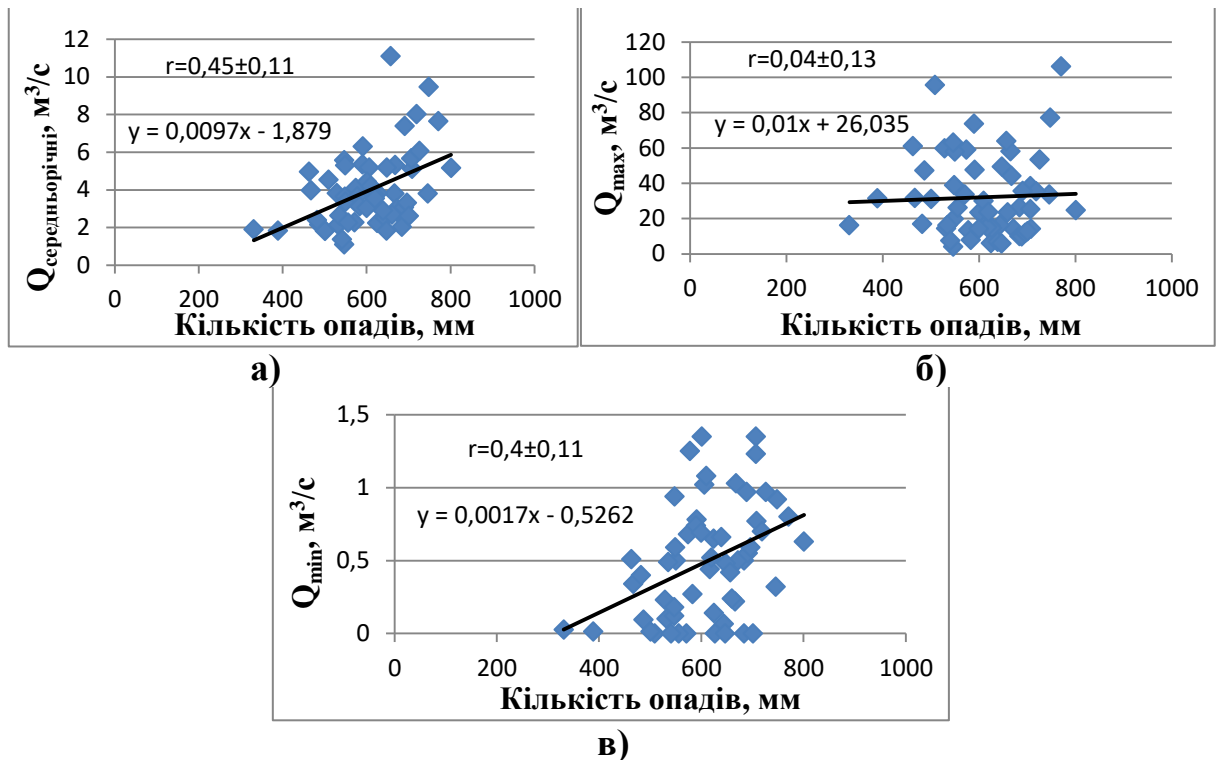 Q середньорічні, м³/с
12
10
8
6
4
2
0
r=0,45±0,11
y = 0,0097x - 1,879
0 200 400 600 800 1000
Кількість опадів, мм
а)
Q max, м³/с
120
100
80
60
40
20
0
r=0,04±0,13
y = 0,01x + 26,035
0 200 400 600 800 1000
Кількість опадів, мм
б)
Q min, м³/с
1,5
1
0,5
0
r=0,4±0,11
y = 0,0017x - 0,5262
0 200 400 600 800 1000
Кількість опадів, мм
в)